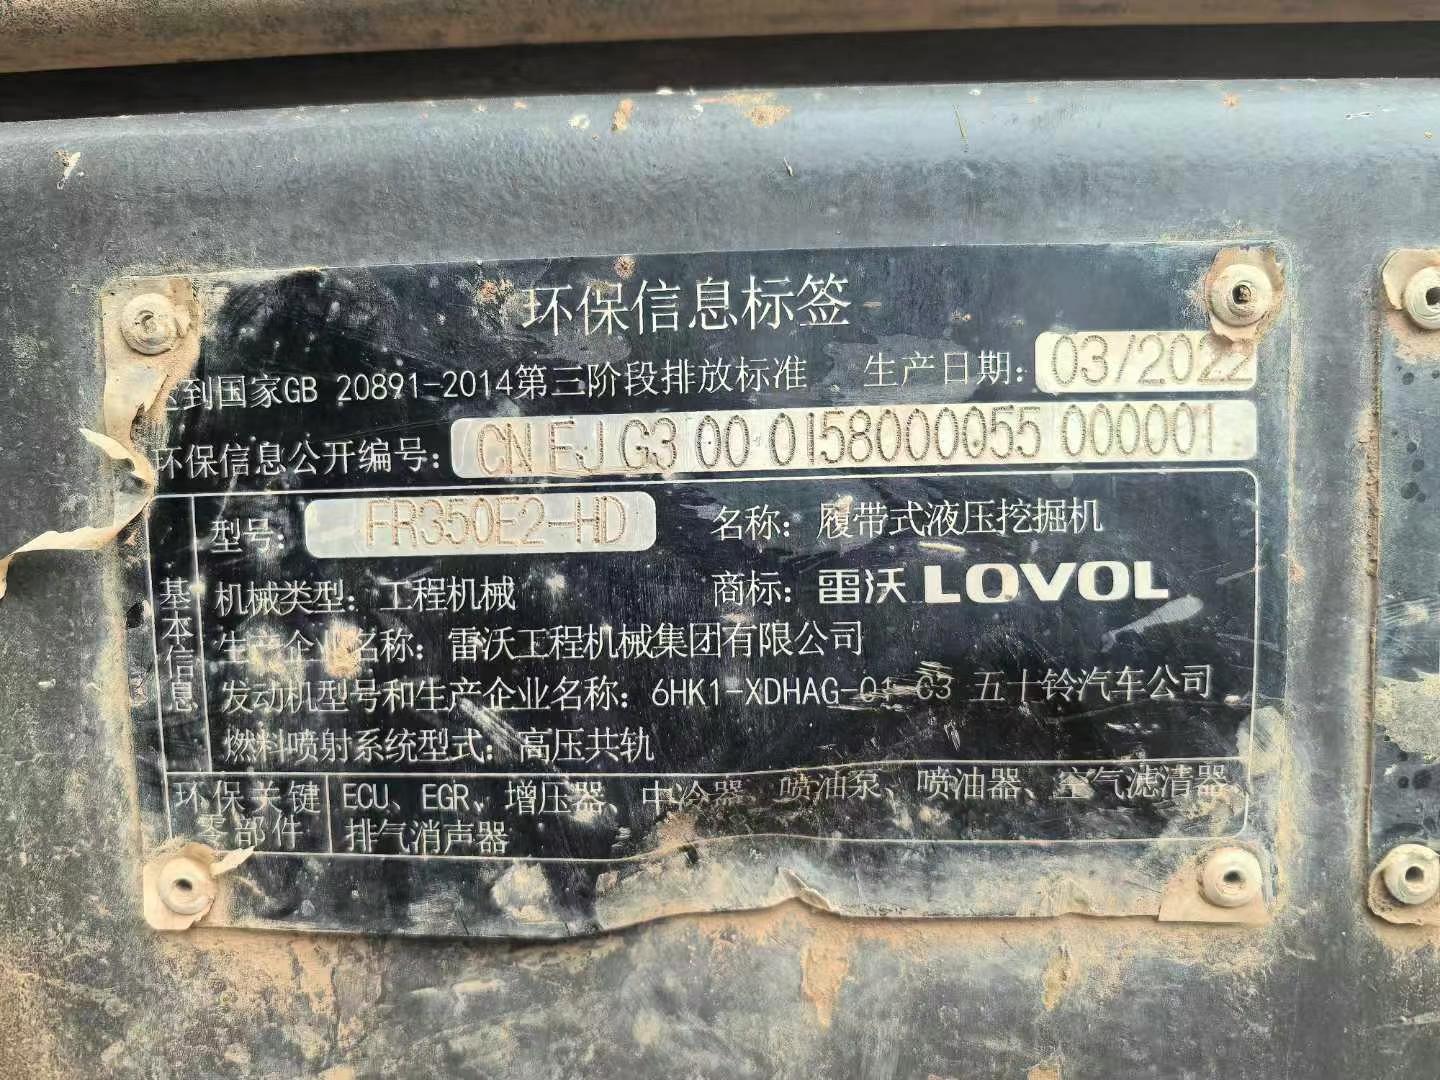 环保信息标签
达到国家GB 20891-2014第三阶段排放标准 生产日期: 03/2022
环保信息公开编号: CN FJ G3 00 0158000055 000001
基本信息
型号: FR350E2-HD 名称: 履带式液压挖掘机
机械类型: 工程机械 商标: 雷沃 LOVOL
生产企业名称: 雷沃工程机械集团有限公司
发动机型号和生产企业名称: 6HK1-XDHAG-01-C3 五十铃汽车公司
燃料喷射系统型式: 高压共轨
环保关键零部件 ECU、EGR、增压器、中冷器、喷油泵、喷油器、空气滤清器、
排气消声器